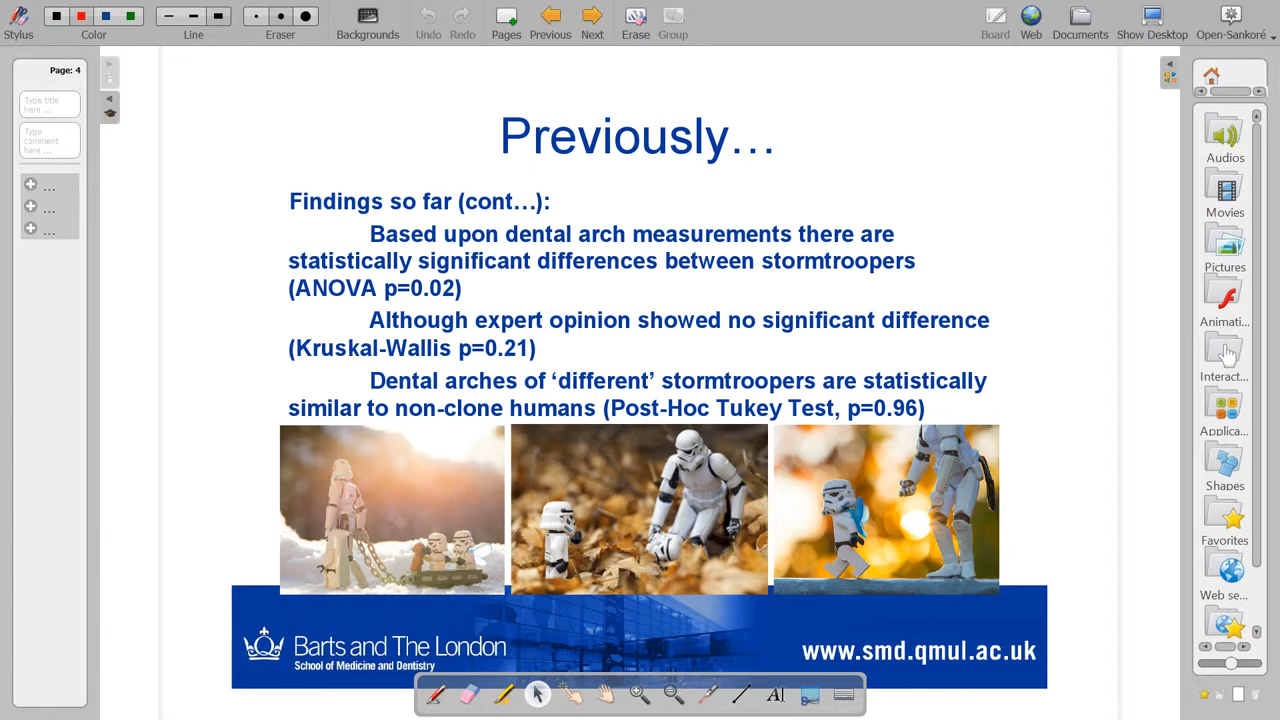 Stylus
Color
Line
Eraser
Backgrounds
Undo
Redo
Pages
Previous
Next
Erase
Group
Board
Web
Documents
Show Desktop
Open-Sankoré
Page: 4
Type title
here ...
Type
comment
here ...
...
...
...
Previously…
Findings so far (cont…):
Based upon dental arch measurements there are
statistically significant differences between stormtroopers
(ANOVA p=0.02)
Although expert opinion showed no significant difference
(Kruskal-Wallis p=0.21)
Dental arches of ‘different’ stormtroopers are statistically
similar to non-clone humans (Post-Hoc Tukey Test, p=0.96)
Barts and The London
School of Medicine and Dentistry
www.smd.qmul.ac.uk
Audios
Movies
Pictures
Animati...
Interact...
Applica...
Shapes
Favorites
Web se...